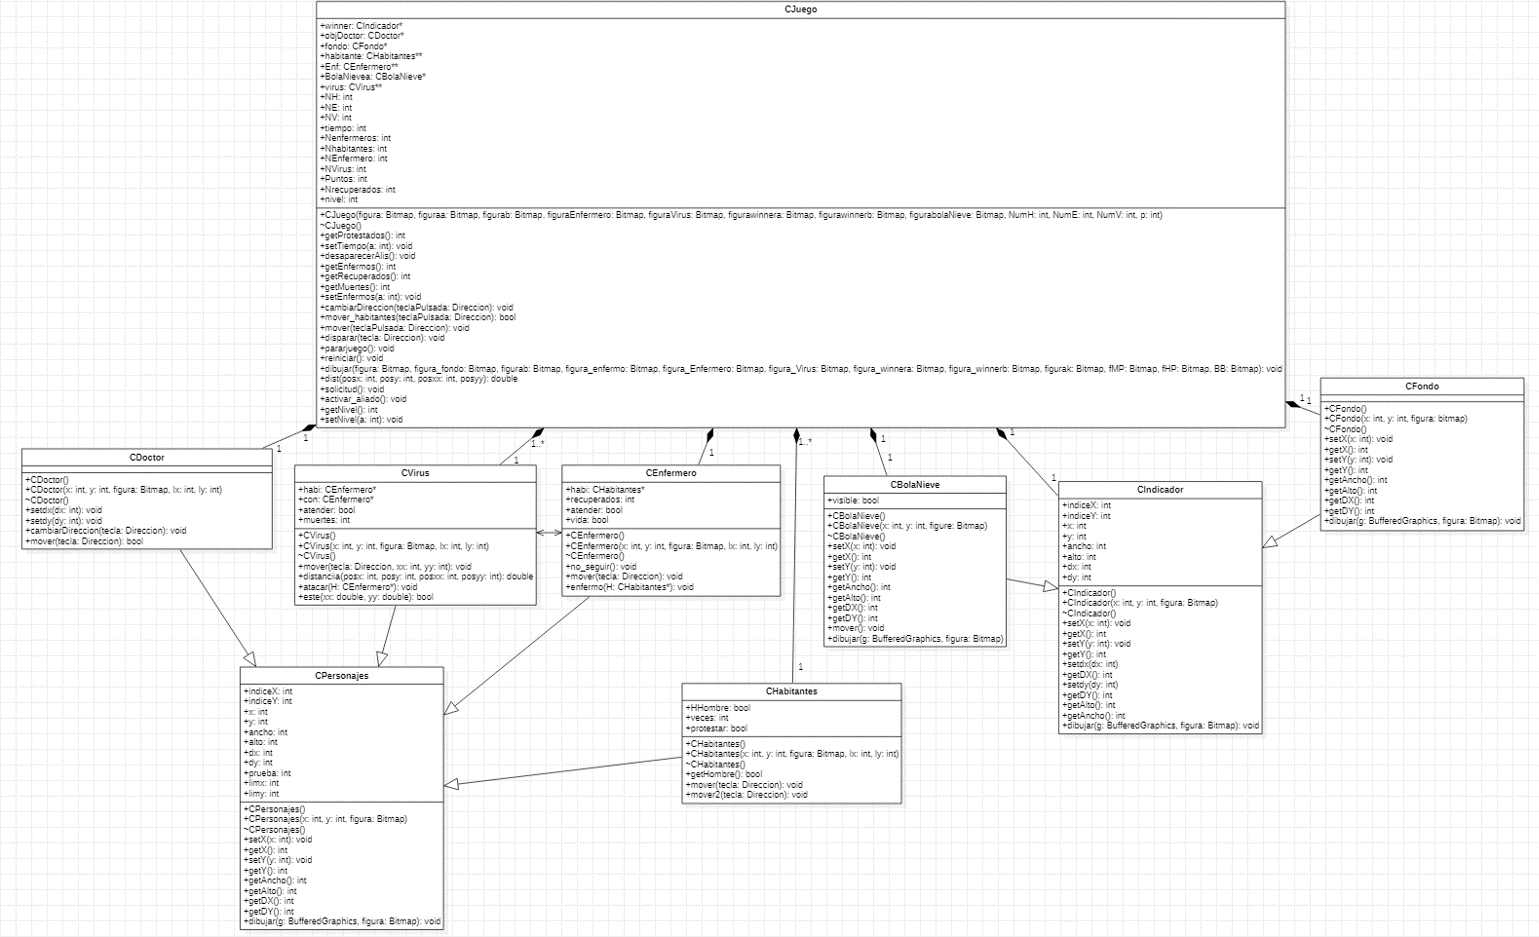 CJuego
+winner: CIndicador*
+objDoctor: CDoctor*
+fondo: CFondo*
+habitante: CHabitantes**
+Enf: CEnfermero**
+BolaNievea: CBolaNieve*
+virus: CVirus**
+NH: int
+NE: int
+NV: int
+tiempo: int
+Nenfermeros: int
+Nhabitantes: int
+NEnfermero: int
+NVirus: int
+Puntos: int
+Nrecuperados: int
+nivel: int
+CJuego(figura: Bitmap, figuraa: Bitmap, figurab: Bitmap, figuraEnfermero: Bitmap, figuraVirus: Bitmap, figurawinnera: Bitmap, figurawinnerb: Bitmap, figurabolaNieve: Bitmap, NumH: int, NumE: int, NumV: int, p: int)
~CJuego()
+getProtestados(): int
+setTiempo(a: int): void
+desaparecerAlis(): void
+getEnfermos(): int
+getRecuperados(): int
+getMuertes(): int
+setEnfermos(a: int): void
+cambiarDireccion(teclaPulsada: Direccion): void
+mover_habitantes(teclaPulsada: Direccion): bool
+mover(teclaPulsada: Direccion): void
+disparar(tecla: Direccion): void
+pararjuego(): void
+reiniciar(): void
+dibujar(figura: Bitmap, figura_fondo: Bitmap, figurab: Bitmap, figura_enfermo: Bitmap, figura_Enfermero: Bitmap, figura_Virus: Bitmap, figura_winnera: Bitmap, figura_winnerb: Bitmap, figurak: Bitmap, fMP: Bitmap, fHP: Bitmap, BB: Bitmap): void
+dist(posx: int, posy: int, posxx: int, posyy): double
+solicitud(): void
+activar_aliado(): void
+getNivel(): int
+setNivel(a: int): void
1
1
1..*
1
1
1..*
1
1
1
1
1
1 1
CDoctor
+CDoctor()
+CDoctor(x: int, y: int, figura: Bitmap, lx: int, ly: int)
~CDoctor()
+setdx(dx: int): void
+setdy(dy: int): void
+cambiarDireccion(tecla: Direccion): void
+mover(tecla: Direccion): bool
CVirus
+habi: CEnfermero*
+con: CEnfermero*
+atender: bool
+muertes: int
+CVirus()
+CVirus(x: int, y: int, figura: Bitmap, lx: int, ly: int)
~CVirus()
+mover(tecla: Direccion, xx: int, yy: int): void
+distanciia(posx: int, posy: int, posxx: int, posyy: int): double
+atacar(H: CEnfermero*): void
+este(xx: double, yy: double): bool
CEnfermero
+habi: CHabitantes*
+recuperados: int
+atender: bool
+vida: bool
+CEnfermero()
+CEnfermero(x: int, y: int, figura: Bitmap, lx: int, ly: int)
~CEnfermero()
+no_seguir(): void
+mover(tecla: Direccion): void
+enfermo(H: CHabitantes*): void
CBolaNieve
+visible: bool
+CBolaNieve()
+CBolaNieve(x: int, y: int, figure: Bitmap)
~CBolaNieve()
+setX(x: int): void
+getX(): int
+setY(y: int): void
+getY(): int
+getAncho(): int
+getAlto(): int
+getDX(): int
+getDY(): int
+mover(): void
+dibujar(g: BufferedGraphics, figura: Bitmap)
CIndicador
+indiceX: int
+indiceY: int
+x: int
+y: int
+ancho: int
+alto: int
+dx: int
+dy: int
+CIndicador()
+CIndicador(x: int, y: int, figura: Bitmap)
~CIndicador()
+setX(x: int): void
+getX(): int
+setY(y: int): void
+getY(): int
+setdx(dx: int)
+getDX(): int
+setdy(dy: int)
+getDY(): int
+getAlto(): int
+getAncho(): int
+dibujar(g: BufferedGraphics, figura: Bitmap): void
CFondo
+CFondo()
+CFondo(x: int, y: int, figura: bitmap)
~CFondo()
+setX(x: int): void
+getX(): int
+setY(y: int): void
+getY(): int
+getAncho(): int
+getAlto(): int
+getDX(): int
+getDY(): int
+dibujar(g: BufferedGraphics, figura: Bitmap): void
CPersonajes
+indiceX: int
+indiceY: int
+x: int
+y: int
+ancho: int
+alto: int
+dx: int
+dy: int
+prueba: int
+limx: int
+limy: int
+CPersonajes()
+CPersonajes(x: int, y: int, figura: Bitmap)
~CPersonajes()
+setX(x: int): void
+getX(): int
+setY(y: int): void
+getY(): int
+getAncho(): int
+getAlto(): int
+getDX(): int
+getDY(): int
+dibujar(g: BufferedGraphics, figura: Bitmap): void
CHabitantes
+HHombre: bool
+veces: int
+protestar: bool
+CHabitantes()
+CHabitantes(x: int, y: int, figura: Bitmap, lx: int, ly: int)
~CHabitantes()
+getHombre(): bool
+mover(tecla: Direccion): void
+mover2(tecla: Direccion): void